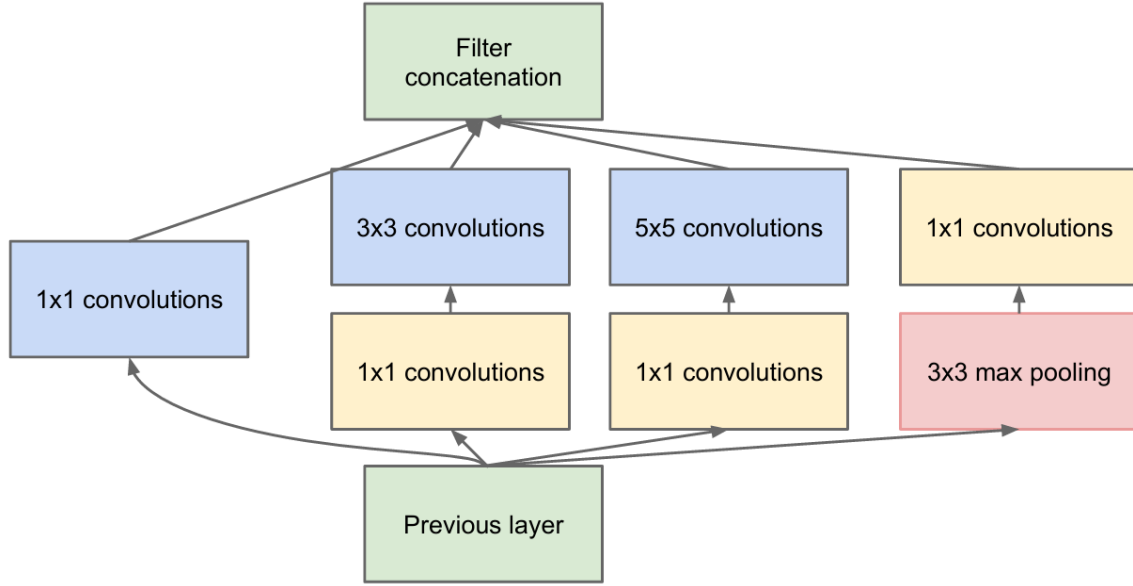 Filter
concatenation
3x3 convolutions
5x5 convolutions
1x1 convolutions
1x1 convolutions
1x1 convolutions
1x1 convolutions
3x3 max pooling
Previous layer